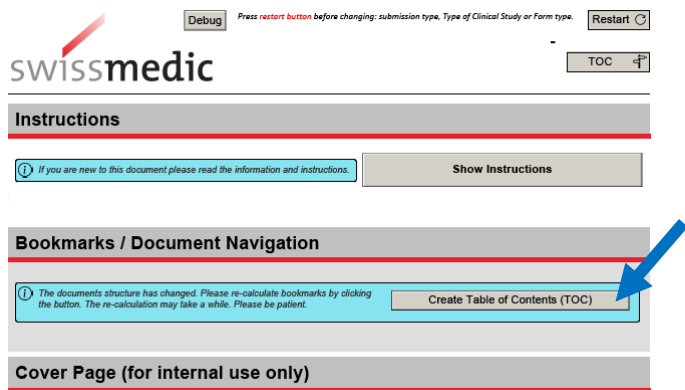 Debug
Press restart button before changing: submission type, Type of Clinical Study or Form type.
Restart
-
swissmedic
TOC
Instructions
If you are new to this document please read the information and instructions.
Show Instructions
Bookmarks / Document Navigation
The documents structure has changed. Please re-calculate bookmarks by clicking
the button. The re-calculation may take a while. Please be patient.
Create Table of Contents (TOC)
Cover Page (for internal use only)